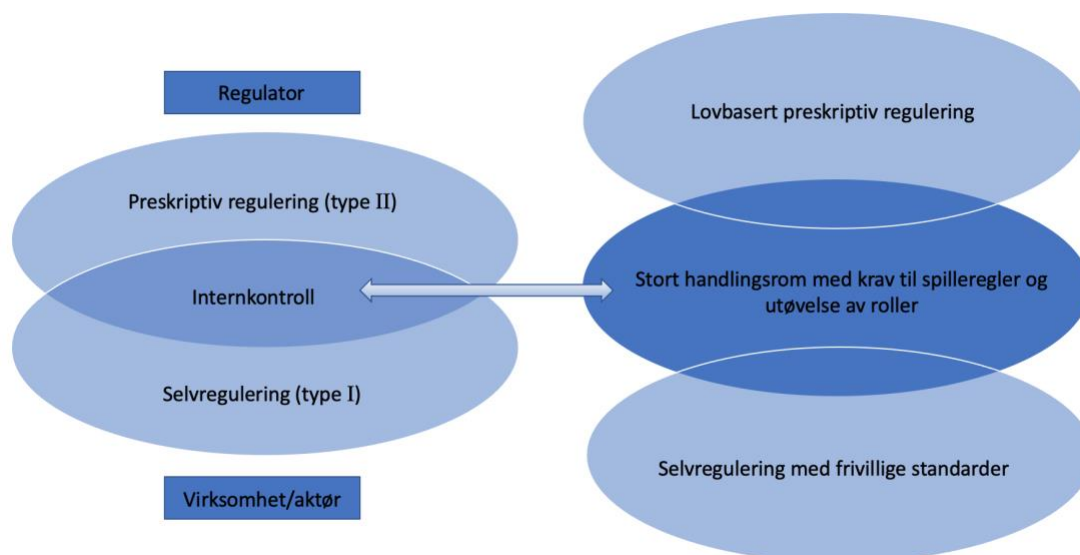 Regulator
Preskriptiv regulering (type II)
Internkontroll
Selvregulering (type I)
Virksomhet/aktør
Lovbasert preskriptiv regulering
Stort handlingsrom med krav til spilleregler og
utøvelse av roller
Selvregulering med frivillige standarder